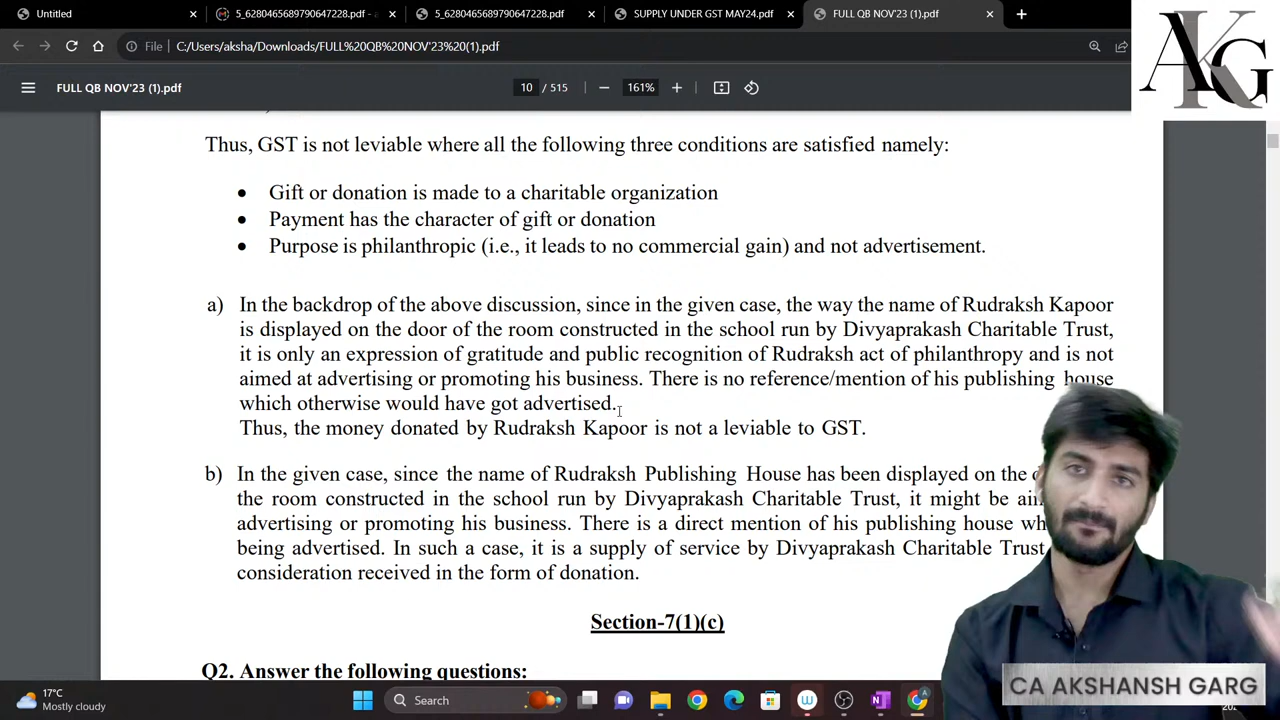 Untitled
5_6280465689790647228.pdf - a
5_6280465689790647228.pdf
SUPPLY UNDER GST MAY24.pdf
FULL QB NOV'23 (1).pdf
File
C:/Users/aksha/Downloads/FULL%20QB%20NOV'23%20(1).pdf
AKG
FULL QB NOV'23 (1).pdf
10 / 515
161%
Thus, GST is not leviable where all the following three conditions are satisfied namely:
• Gift or donation is made to a charitable organization
• Payment has the character of gift or donation
• Purpose is philanthropic (i.e., it leads to no commercial gain) and not advertisement.
a) In the backdrop of the above discussion, since in the given case, the way the name of Rudraksh Kapoor
is displayed on the door of the room constructed in the school run by Divyaprakash Charitable Trust,
it is only an expression of gratitude and public recognition of Rudraksh act of philanthropy and is not
aimed at advertising or promoting his business. There is no reference/mention of his publishing house
which otherwise would have got advertised.
Thus, the money donated by Rudraksh Kapoor is not a leviable to GST.
b) In the given case, since the name of Rudraksh Publishing House has been displayed on the
the room constructed in the school run by Divyaprakash Charitable Trust, it might be
advertising or promoting his business. There is a direct mention of his publishing house
being advertised. In such a case, it is a supply of service by Divyaprakash Charitable Trust
consideration received in the form of donation.
Section-7(1)(c)
Q2. Answer the following questions:
CA AKSHANSH GARG
17°C
Mostly cloudy
Search